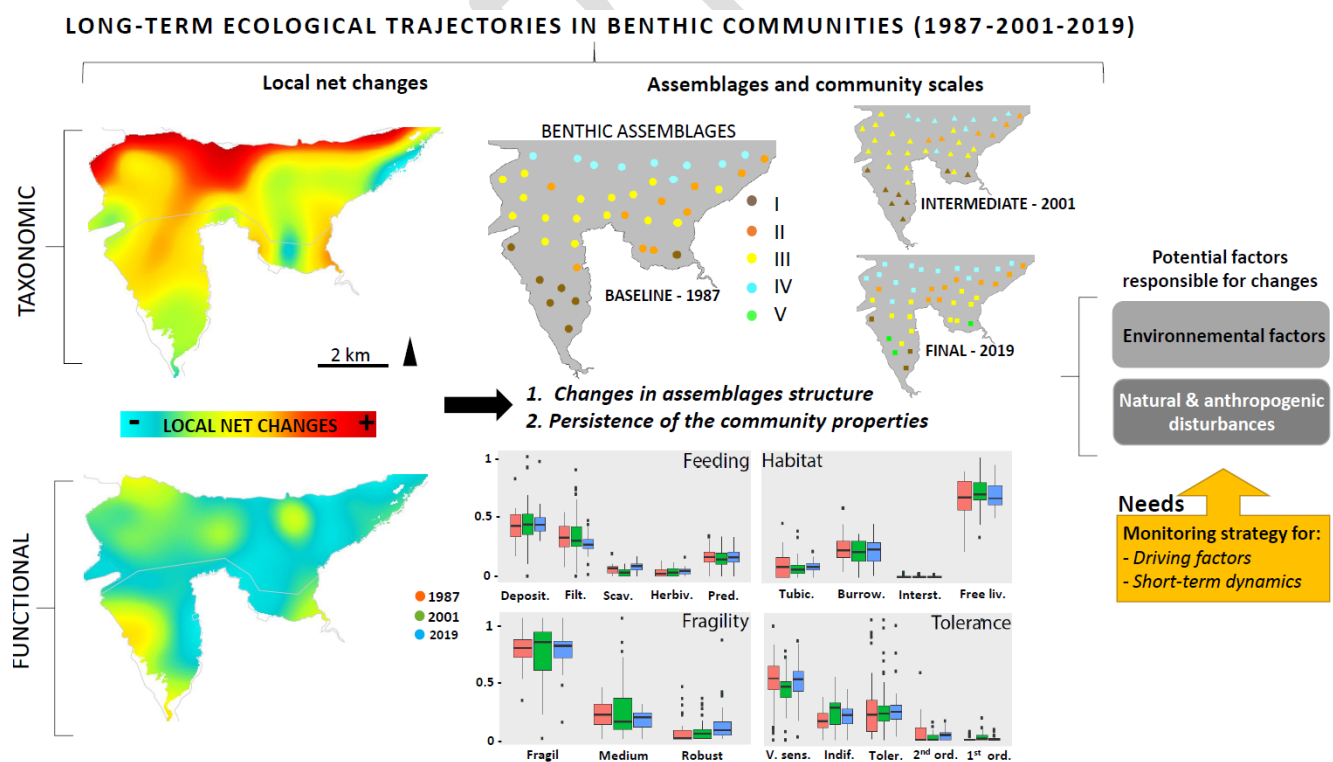 LONG-TERM ECOLOGICAL TRAJECTORIES IN BENTHIC COMMUNITIES (1987-2001-2019)
Local net changes
Assemblages and community scales
TAXONOMIC
2 km
- LOCAL NET CHANGES +
FUNCTIONAL
BENTHIC ASSEMBLAGES
I
II
III
IV
V
BASELINE - 1987
INTERMEDIATE - 2001
FINAL - 2019
1. Changes in assemblages structure
2. Persistence of the community properties
1987
2001
2019
Feeding
1
0.5
0
Deposit. Filt. Scav. Herbiv. Pred.
Habitat
Tubic. Burrow. Interst. Free liv.
Fragility
1
0.5
0
Fragil Medium Robust
Tolerance
V. sens. Indif. Toler. 2nd ord. 1st ord.
Potential factors
responsible for changes
Environnemental factors
Natural & anthropogenic
disturbances
Needs
Monitoring strategy for:
- Driving factors
- Short-term dynamics